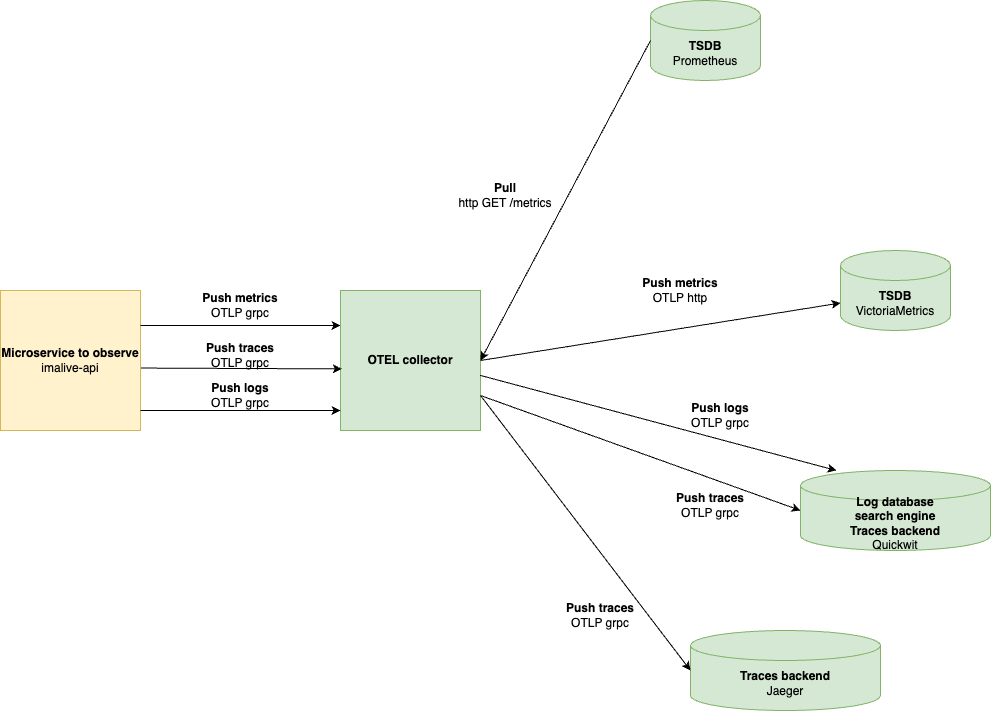 TSDB
Prometheus
Pull
http GET /metrics
Push metrics
OTLP http
TSDB
VictoriaMetrics
Push metrics
OTLP grpc
Microservice to observe
imalive-api
Push traces
OTLP grpc
Push logs
OTLP grpc
OTEL collector
Push logs
OTLP grpc
Push traces
OTLP grpc
Log database
search engine
Traces backend
Quickwit
Push traces
OTLP grpc
Traces backend
Jaeger